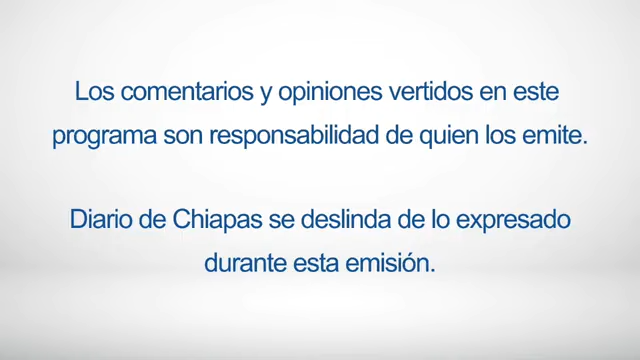 Los comentarios y opiniones vertidos en este
programa son responsabilidad de quien los emite.
Diario de Chiapas se deslinda de lo expresado
durante esta emisión.